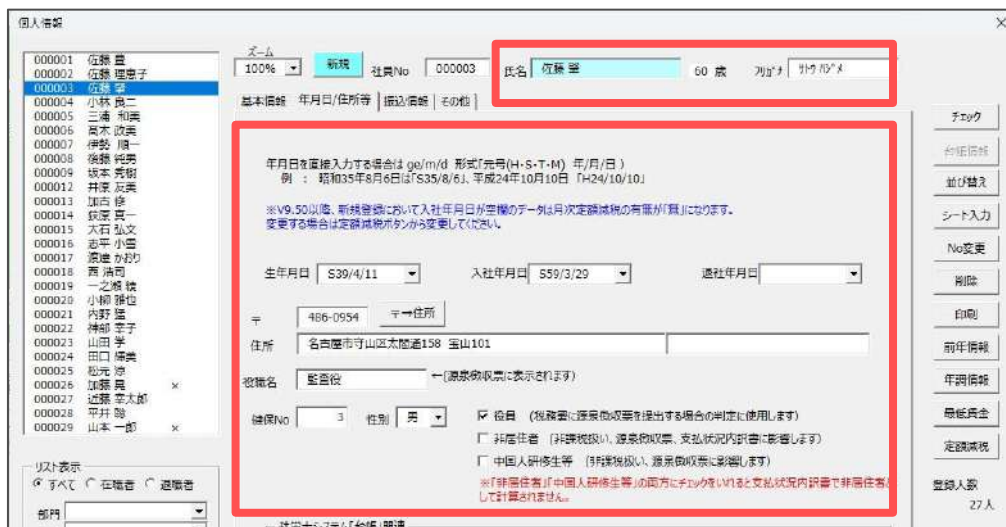 個人情報
000001 佐藤 豊
000002 佐藤 理恵子
000003 佐藤 肇
000004 小林 良二
000005 三浦 和美
000006 高木 政美
000007 伊勢 順一
000008 後藤 純男
000009 坂本 秀樹
000012 井原 友美
000013 加古 修
000014 荻原 真一
000015 大石 弘文
000016 志平 小雪
000017 渡邉 かおり
000018 西 浩司
000019 一之瀬 綾
000020 小柳 雅也
000021 内野 猛
000022 神部 幸子
000023 山田 学
000024 田口 輝美
000025 松元 涼
000026 加藤 晃 ×
000027 近藤 幸太郎
000028 平井 聡
000029 山本 一郎 ×
リスト表示
すべて 在職者 退職者
部門
ズーム
100% 新規 社員No 000003 氏名 佐藤 肇 60 歳 フリガナ サトウ ハジメ
基本情報 年月日/住所等 振込情報 その他
年月日を直接入力する場合は ge/m/d 形式「元号(H・S・T・M) 年/月/日 )
例 : 昭和35年8月6日は「S35/8/6」、平成24年10月10日 「H24/10/10」
※V9.50以降、新規登録において入社年月日が空欄のデータは月次定額減税の有無が「無」になります。
変更する場合は定額減税ボタンから変更してください。
生年月日 S39/4/11 入社年月日 S59/3/29 退社年月日
〒 486-0954 〒→住所
住所 名古屋市守山区太閤通158 宝山101
役職名 監査役 ←(源泉徴収票に表示されます)
健保No 3 性別 男 役員 (税務署に源泉徴収票を提出する場合の判定に使用します)
非居住者 (非課税扱い、源泉徴収票、支払状況内訳書に影響します)
中国人研修生等 (非課税扱い、源泉徴収票に影響します)
※「非居住者」「中国人研修生等」の両方にチェックをいれると支払状況内訳書で非居住者と
して計算されません。
チェック
台帳情報
並び替え
シート入力
No変更
削除
印刷
前年情報
年調情報
最低賃金
定額減税
登録人数
27人